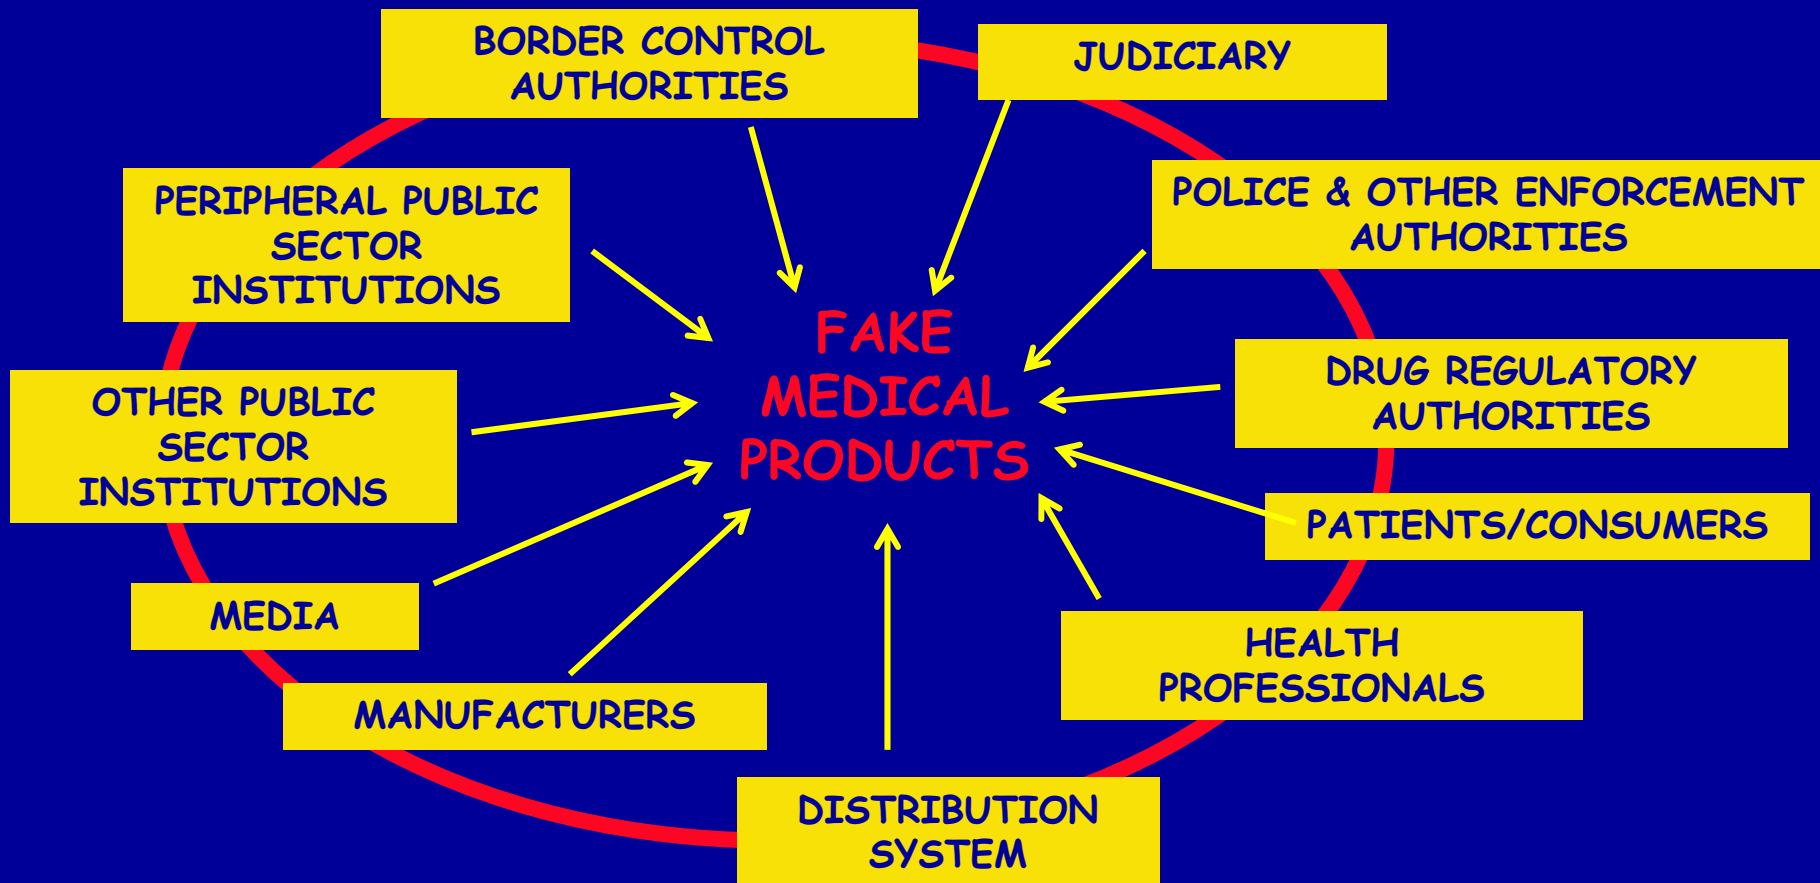 BORDER CONTROL
AUTHORITIES
JUDICIARY
PERIPHERAL PUBLIC
SECTOR
INSTITUTIONS
POLICE & OTHER ENFORCEMENT
AUTHORITIES
FAKE
MEDICAL
PRODUCTS
DRUG REGULATORY
AUTHORITIES
OTHER PUBLIC
SECTOR
INSTITUTIONS
PATIENTS/CONSUMERS
MEDIA
HEALTH
PROFESSIONALS
MANUFACTURERS
DISTRIBUTION
SYSTEM